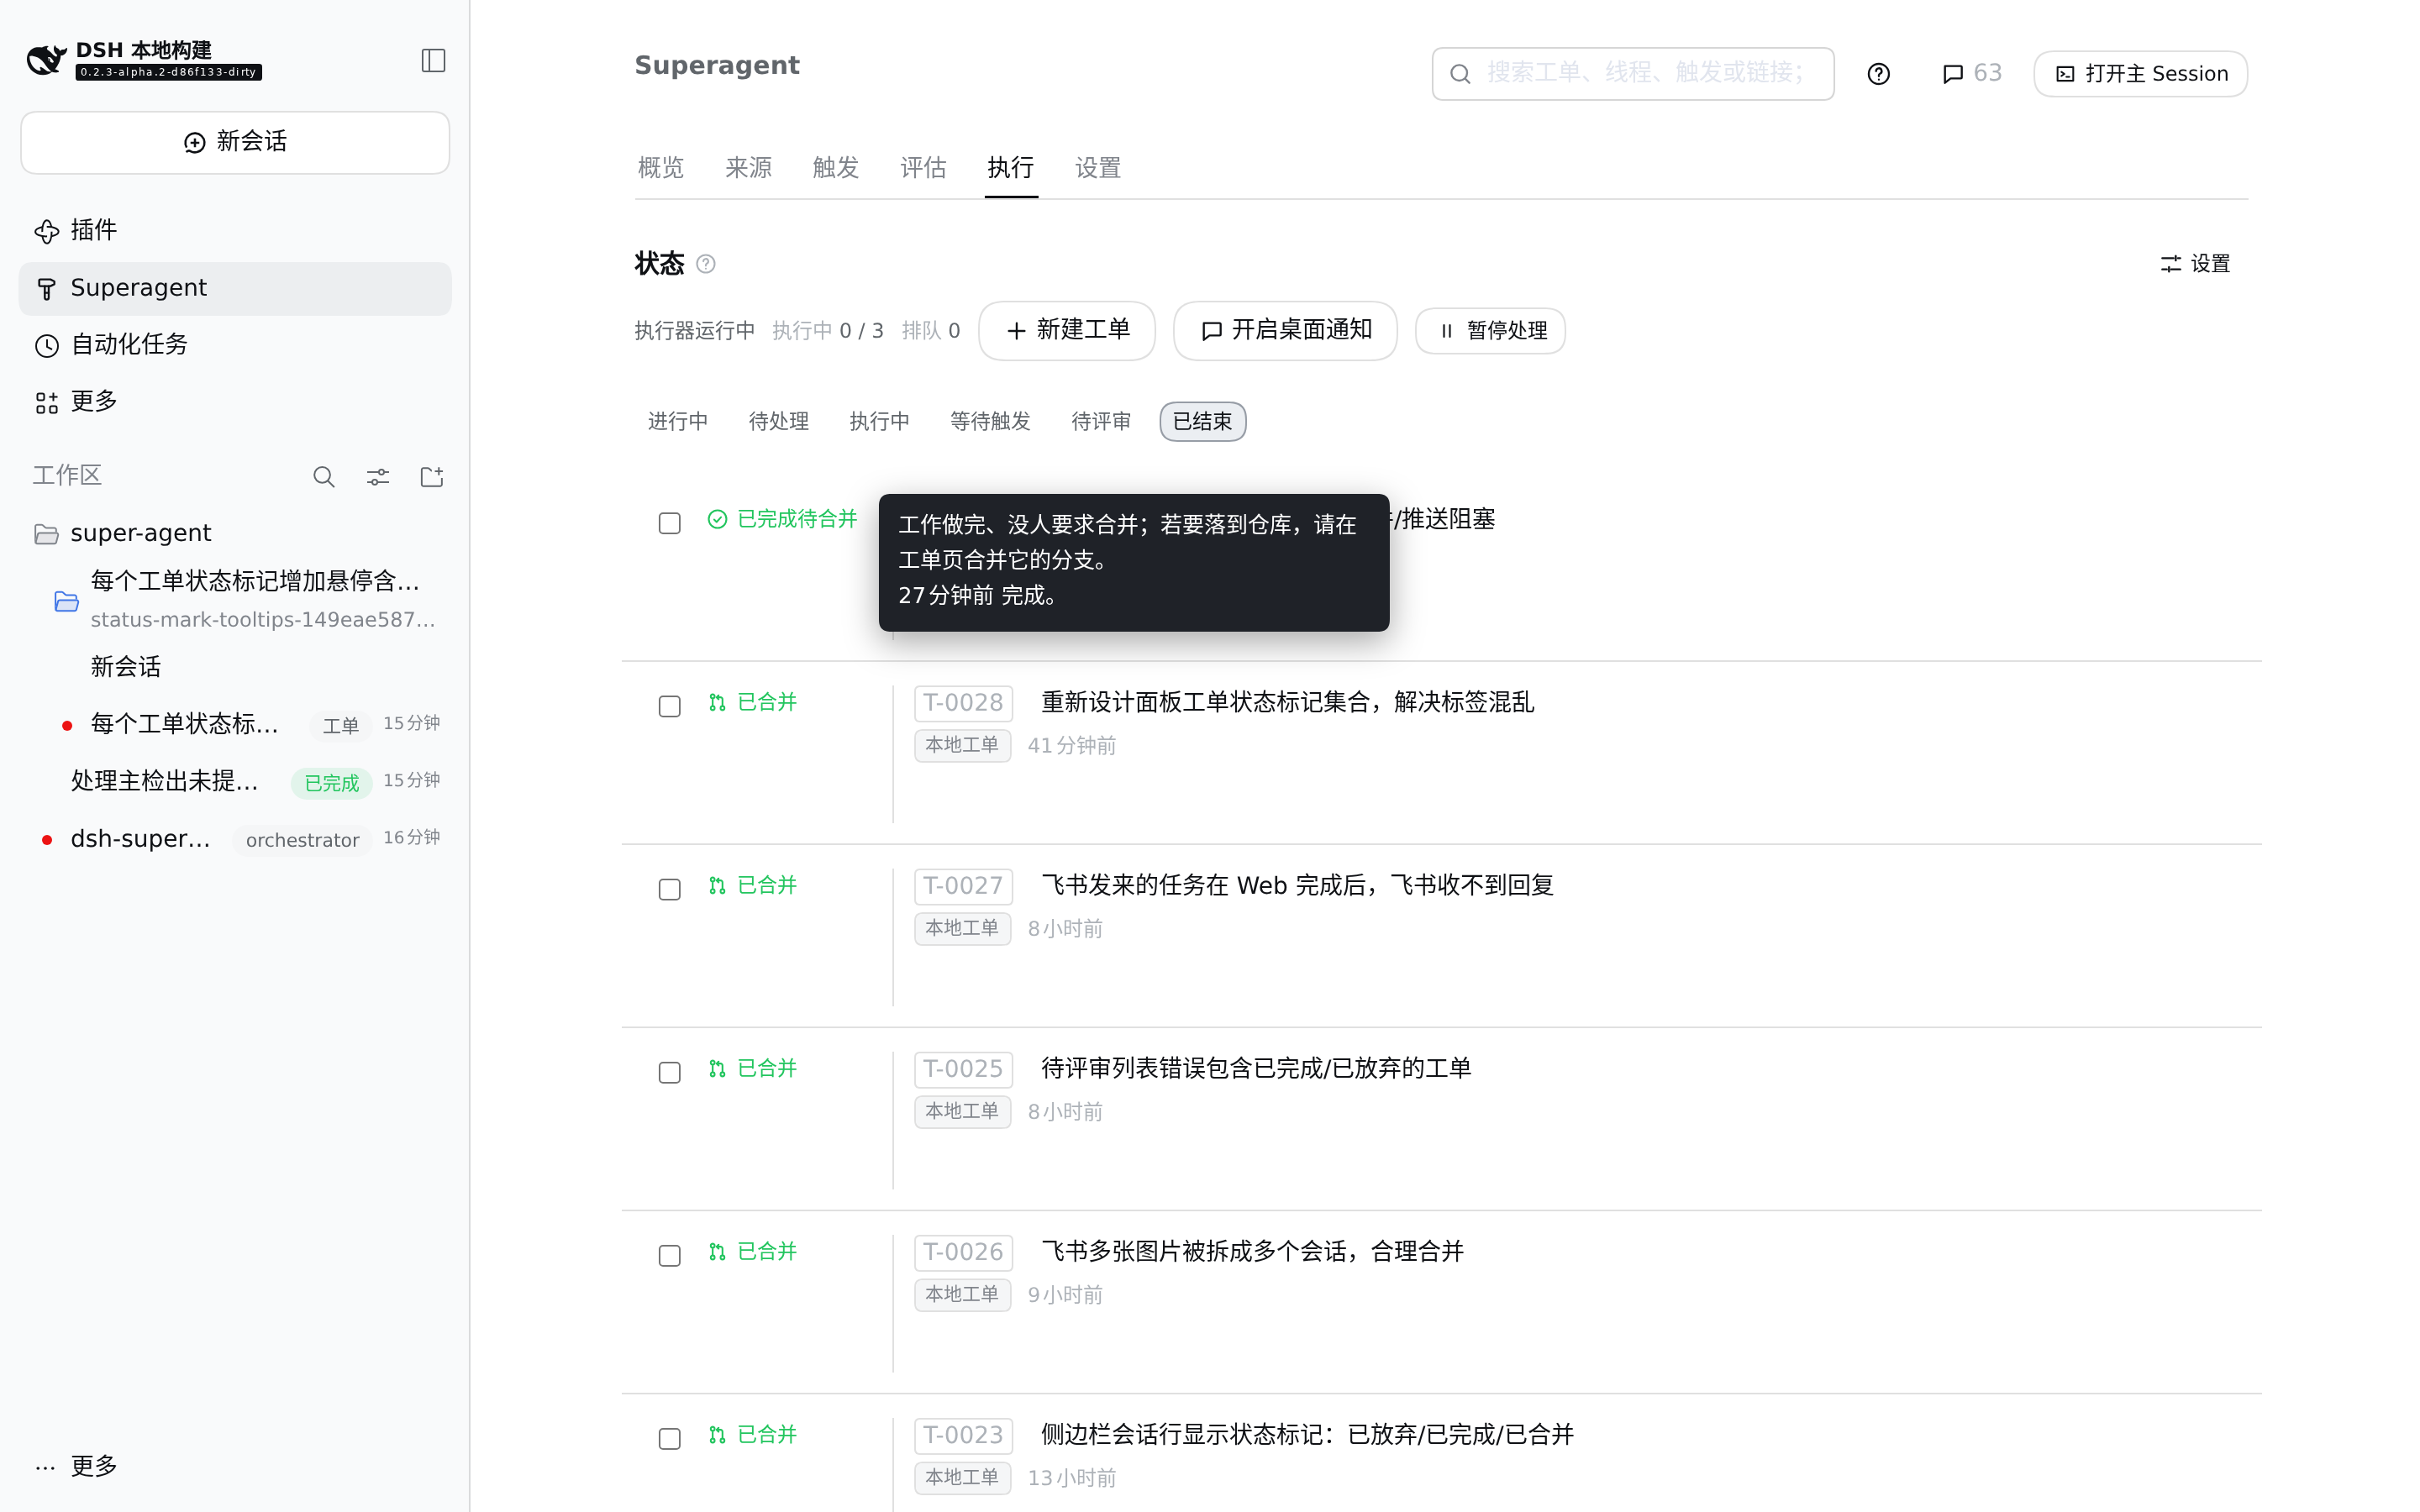 DSH 本地构建
0.2.3-alpha.2-d86f133-dirty
新会话
插件
Superagent
自动化任务
更多
工作区
super-agent
每个工单状态标记增加悬停含…
status-mark-tooltips-149eae587…
新会话
每个工单状态标… 工单 15分钟
处理主检出未提… 已完成 15分钟
dsh-super… orchestrator 16分钟
更多
Superagent
搜索工单、线程、触发或链接；
63
打开主 Session
概览 来源 触发 评估 执行 设置
状态
设置
执行器运行中 执行中 0 / 3 排队 0 新建工单 开启桌面通知 暂停处理
进行中 待处理 执行中 等待触发 待评审 已结束
已完成待合并
/推送阻塞
工作做完、没人要求合并；若要落到仓库，请在
工单页合并它的分支。
27分钟前 完成。
已合并 T-0028 重新设计面板工单状态标记集合，解决标签混乱
本地工单 41分钟前
已合并 T-0027 飞书发来的任务在 Web 完成后，飞书收不到回复
本地工单 8小时前
已合并 T-0025 待评审列表错误包含已完成/已放弃的工单
本地工单 8小时前
已合并 T-0026 飞书多张图片被拆成多个会话，合理合并
本地工单 9小时前
已合并 T-0023 侧边栏会话行显示状态标记：已放弃/已完成/已合并
本地工单 13小时前